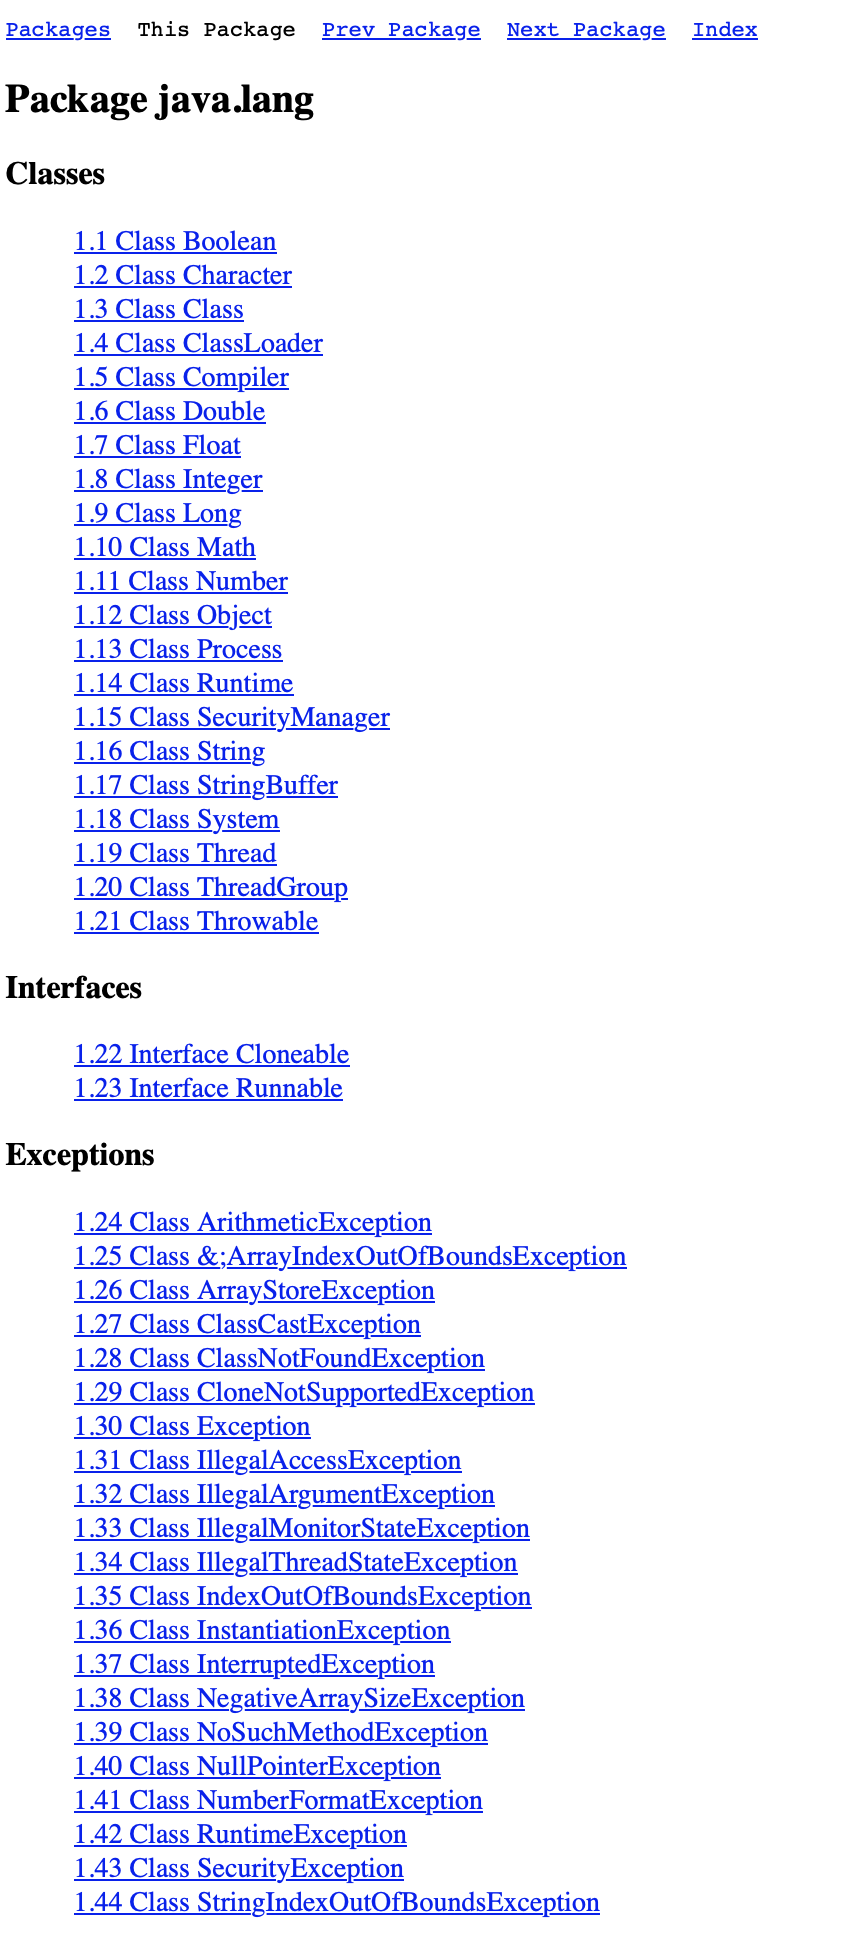 Packages  This Package  Prev Package  Next Package  Index
Package java.lang
Classes
1.1 Class Boolean
1.2 Class Character
1.3 Class Class
1.4 Class ClassLoader
1.5 Class Compiler
1.6 Class Double
1.7 Class Float
1.8 Class Integer
1.9 Class Long
1.10 Class Math
1.11 Class Number
1.12 Class Object
1.13 Class Process
1.14 Class Runtime
1.15 Class SecurityManager
1.16 Class String
1.17 Class StringBuffer
1.18 Class System
1.19 Class Thread
1.20 Class ThreadGroup
1.21 Class Throwable
Interfaces
1.22 Interface Cloneable
1.23 Interface Runnable
Exceptions
1.24 Class ArithmeticException
1.25 Class &;ArrayIndexOutOfBoundsException
1.26 Class ArrayStoreException
1.27 Class ClassCastException
1.28 Class ClassNotFoundException
1.29 Class CloneNotSupportedException
1.30 Class Exception
1.31 Class IllegalAccessException
1.32 Class IllegalArgumentException
1.33 Class IllegalMonitorStateException
1.34 Class IllegalThreadStateException
1.35 Class IndexOutOfBoundsException
1.36 Class InstantiationException
1.37 Class InterruptedException
1.38 Class NegativeArraySizeException
1.39 Class NoSuchMethodException
1.40 Class NullPointerException
1.41 Class NumberFormatException
1.42 Class RuntimeException
1.43 Class SecurityException
1.44 Class StringIndexOutOfBoundsException